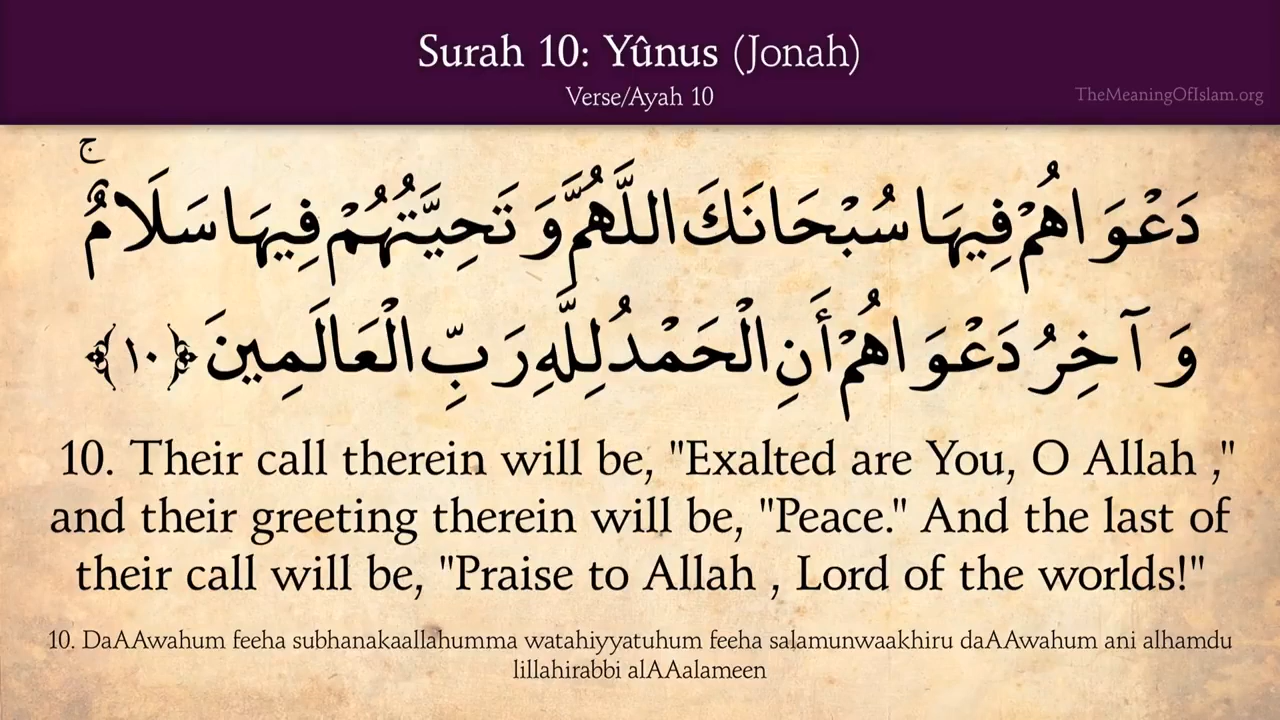 Surah 10: Yûnus (Jonah)
Verse/Ayah 10
TheMeaningOfIslam.org
دَعْوَاهُمْ فِيهَا سُبْحَانَكَ اللَّهُمَّ وَتَحِيَّتُهُمْ فِيهَا سَلَامٌ ۚ
وَآخِرُ دَعْوَاهُمْ أَنِ الْحَمْدُ لِلَّهِ رَبِّ الْعَالَمِينَ ﴿١٠﴾
10. Their call therein will be, "Exalted are You, O Allah ,"
and their greeting therein will be, "Peace." And the last of
their call will be, "Praise to Allah , Lord of the worlds!"
10. DaAAwahum feeha subhanakaallahumma watahiyyatuhum feeha salamunwaakhiru daAAwahum ani alhamdu
lillahirabbi alAAalameen